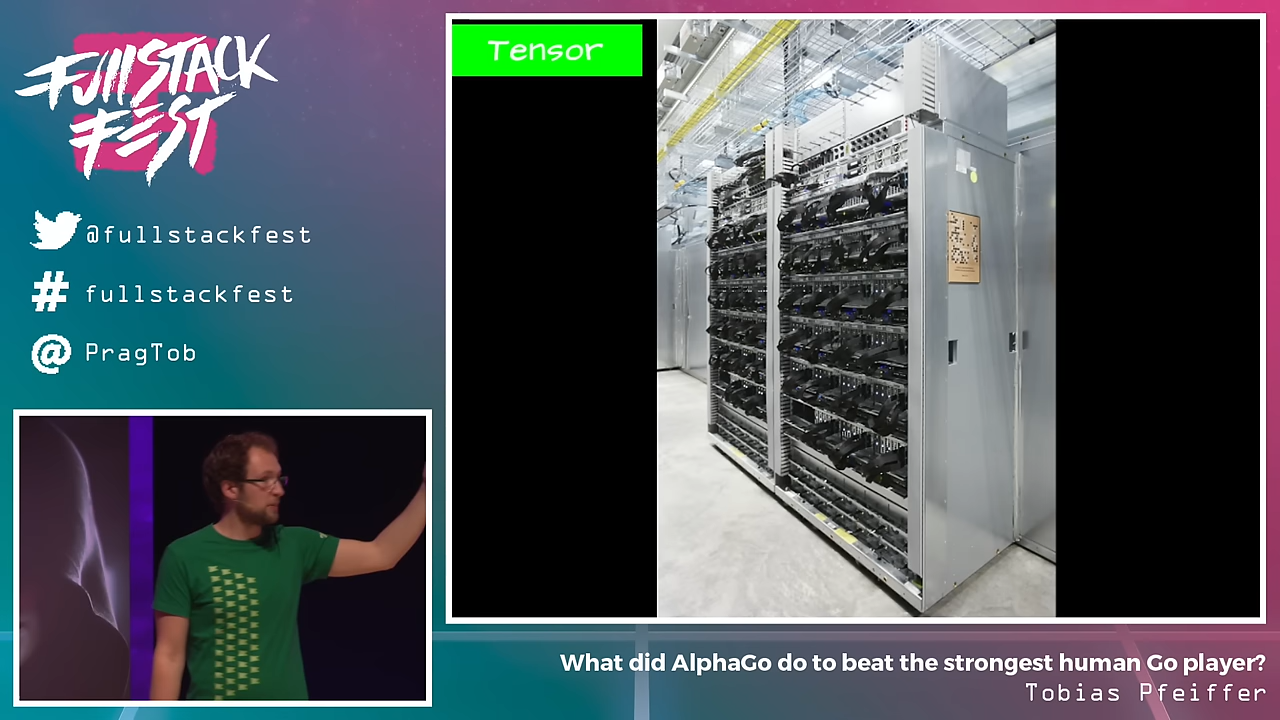 FullSTACK
FEST
@fullstackfest
# fullstackfest
@ PragTob
Tensor
What did AlphaGo do to beat the strongest human Go player?
Tobias Pfeiffer